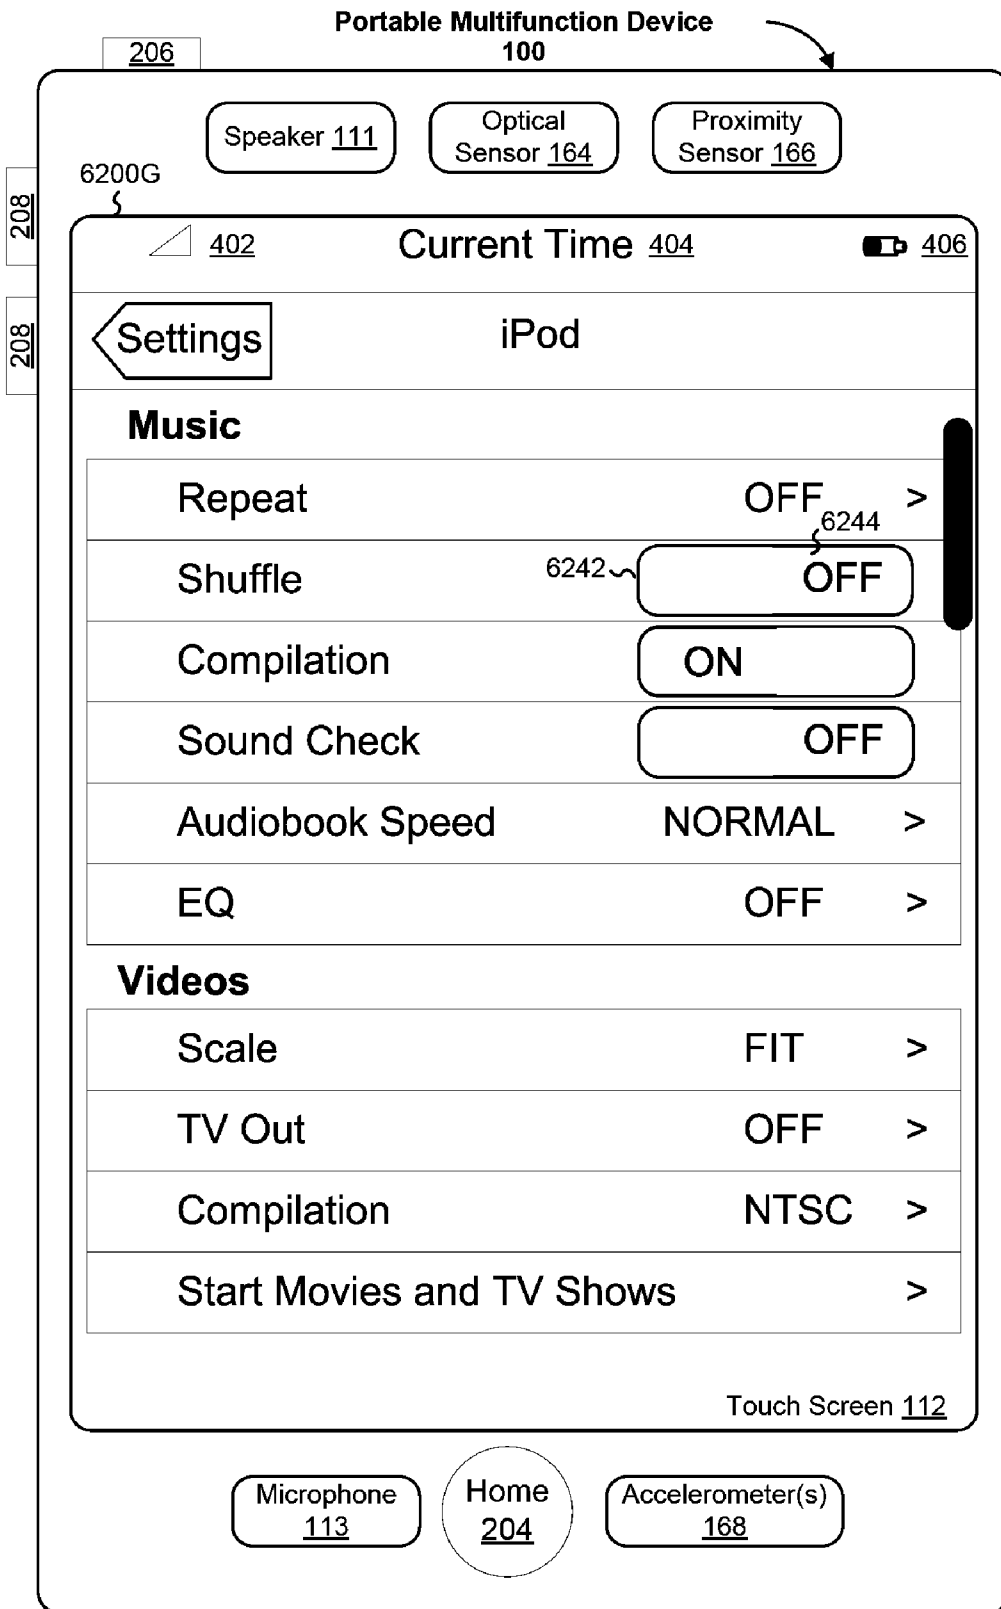 Portable Multifunction Device
100
206
Speaker 111
Optical
Sensor 164
Proximity
Sensor 166
6200G
208
208
402
Current Time 404
406
Settings
iPod
Music
Repeat OFF >
6244
Shuffle 6242 OFF
Compilation ON
Sound Check OFF
Audiobook Speed NORMAL >
EQ OFF >
Videos
Scale FIT >
TV Out OFF >
Compilation NTSC >
Start Movies and TV Shows >
Touch Screen 112
Microphone
113
Home
204
Accelerometer(s)
168